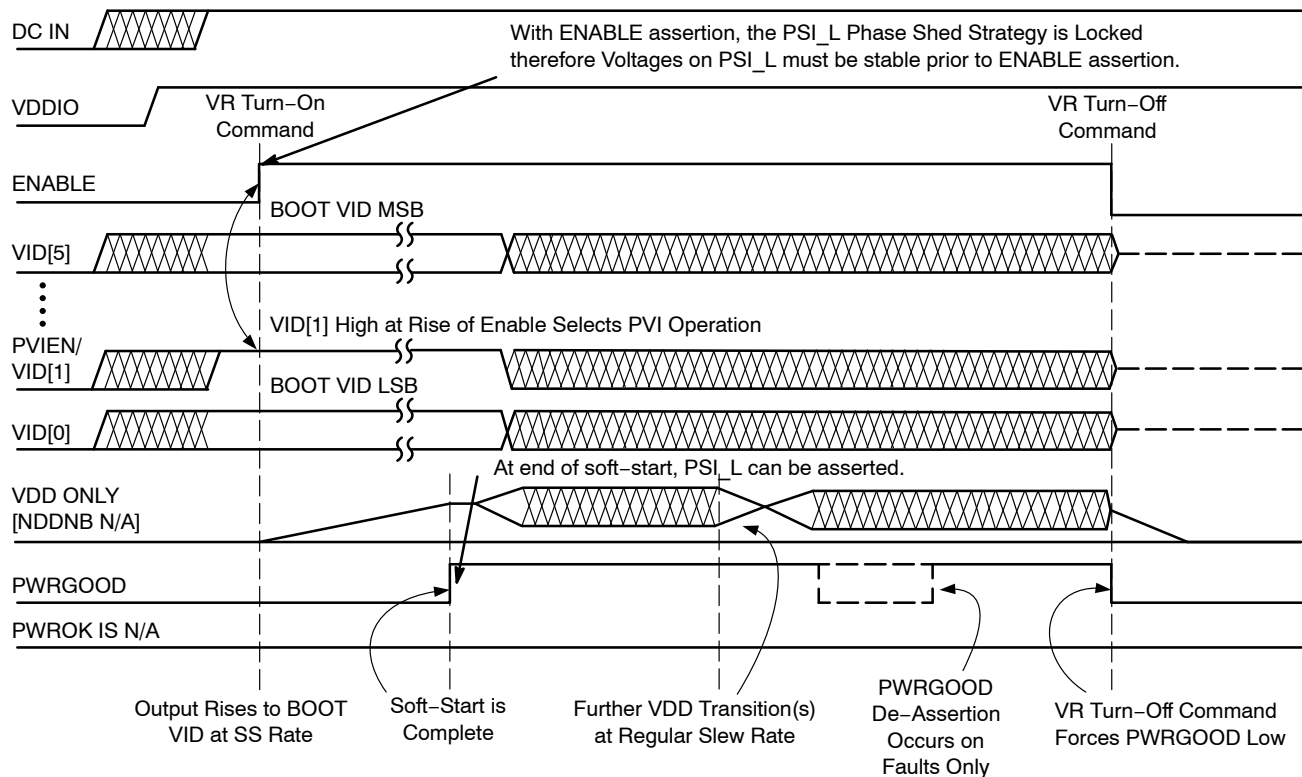 DC IN
With ENABLE assertion, the PSI_L Phase Shed Strategy is Locked
therefore Voltages on PSI_L must be stable prior to ENABLE assertion.
VDDIO
VR Turn−On
Command
VR Turn−Off
Command
ENABLE
BOOT VID MSB
VID[5]
VID[1] High at Rise of Enable Selects PVI Operation
PVIEN/
VID[1]
BOOT VID LSB
VID[0]
At end of soft−start, PSI_L can be asserted.
VDD ONLY
[NDDNB N/A]
PWRGOOD
PWROK IS N/A
Output Rises to BOOT
VID at SS Rate
Soft−Start is
Complete
Further VDD Transition(s)
at Regular Slew Rate
PWRGOOD
De−Assertion
Occurs on
Faults Only
VR Turn−Off Command
Forces PWRGOOD Low